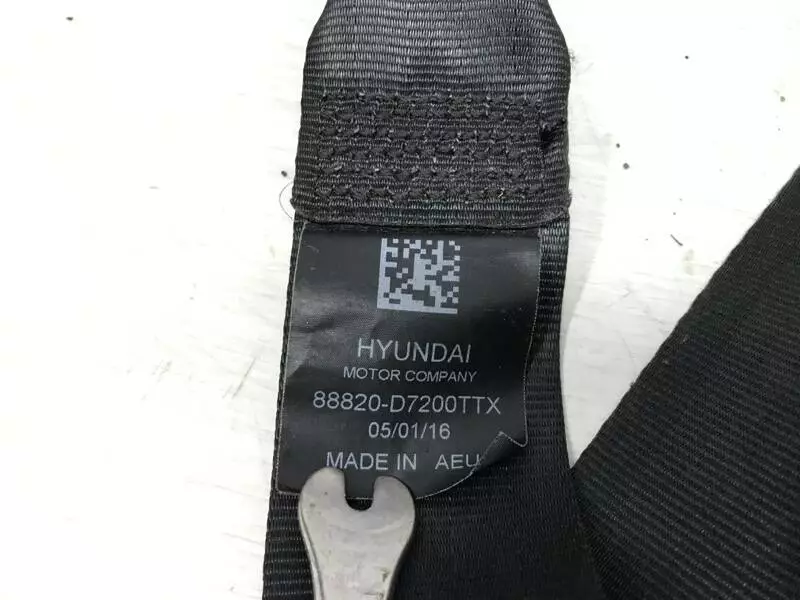 HYUNDAI
MOTOR COMPANY
88820-D7200TTX
05/01/16
MADE IN AEU